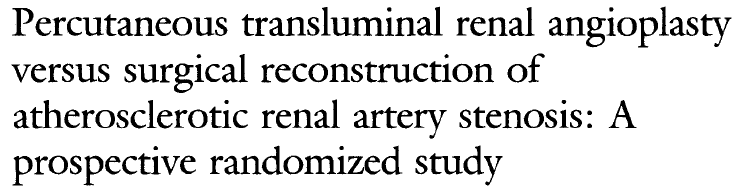 Percutaneous transluminal renal angioplasty
versus surgical reconstruction of
atherosclerotic renal artery stenosis: A
prospective randomized study